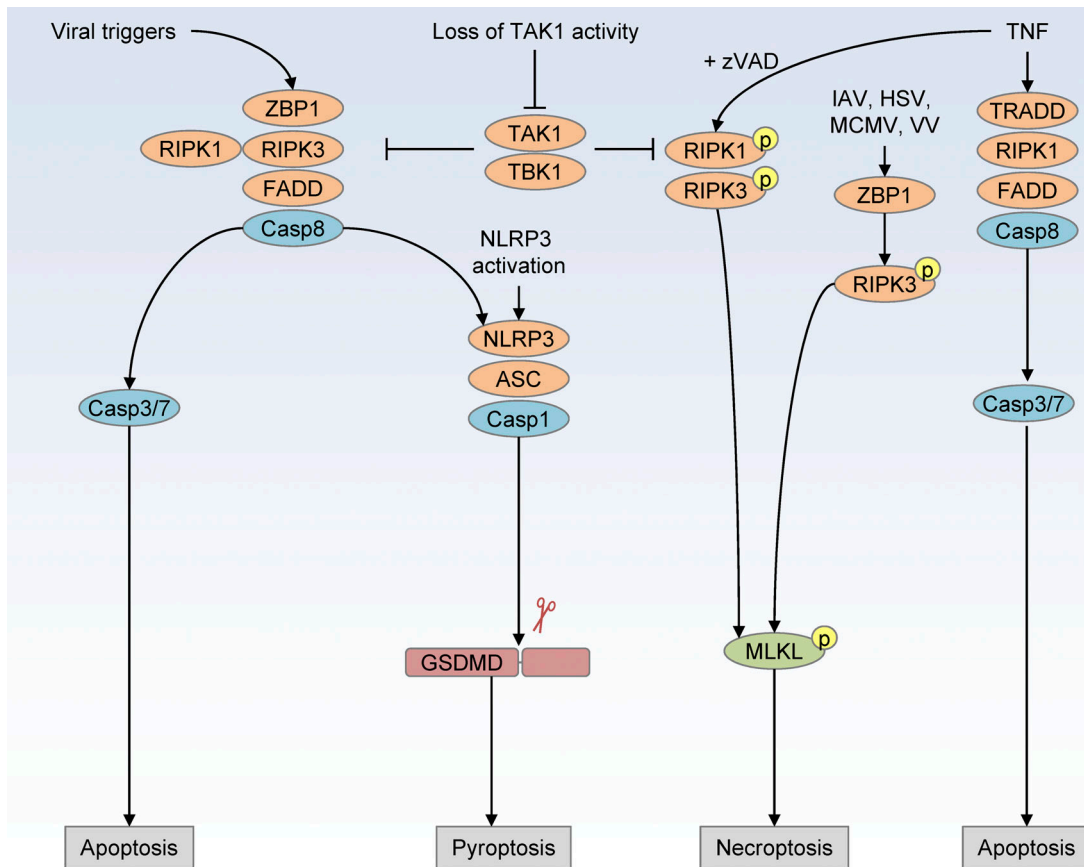 Viral triggers
Loss of TAK1 activity
TNF
+ zVAD
ZBP1
RIPK1
RIPK3
FADD
Casp8
TAK1
TBK1
RIPK1
p
RIPK3
p
IAV, HSV,
MCMV, VV
ZBP1
RIPK3
p
TRADD
RIPK1
FADD
Casp8
NLRP3
activation
NLRP3
ASC
Casp1
Casp3/7
Casp3/7
GSDMD
MLKL
p
Apoptosis
Pyroptosis
Necroptosis
Apoptosis